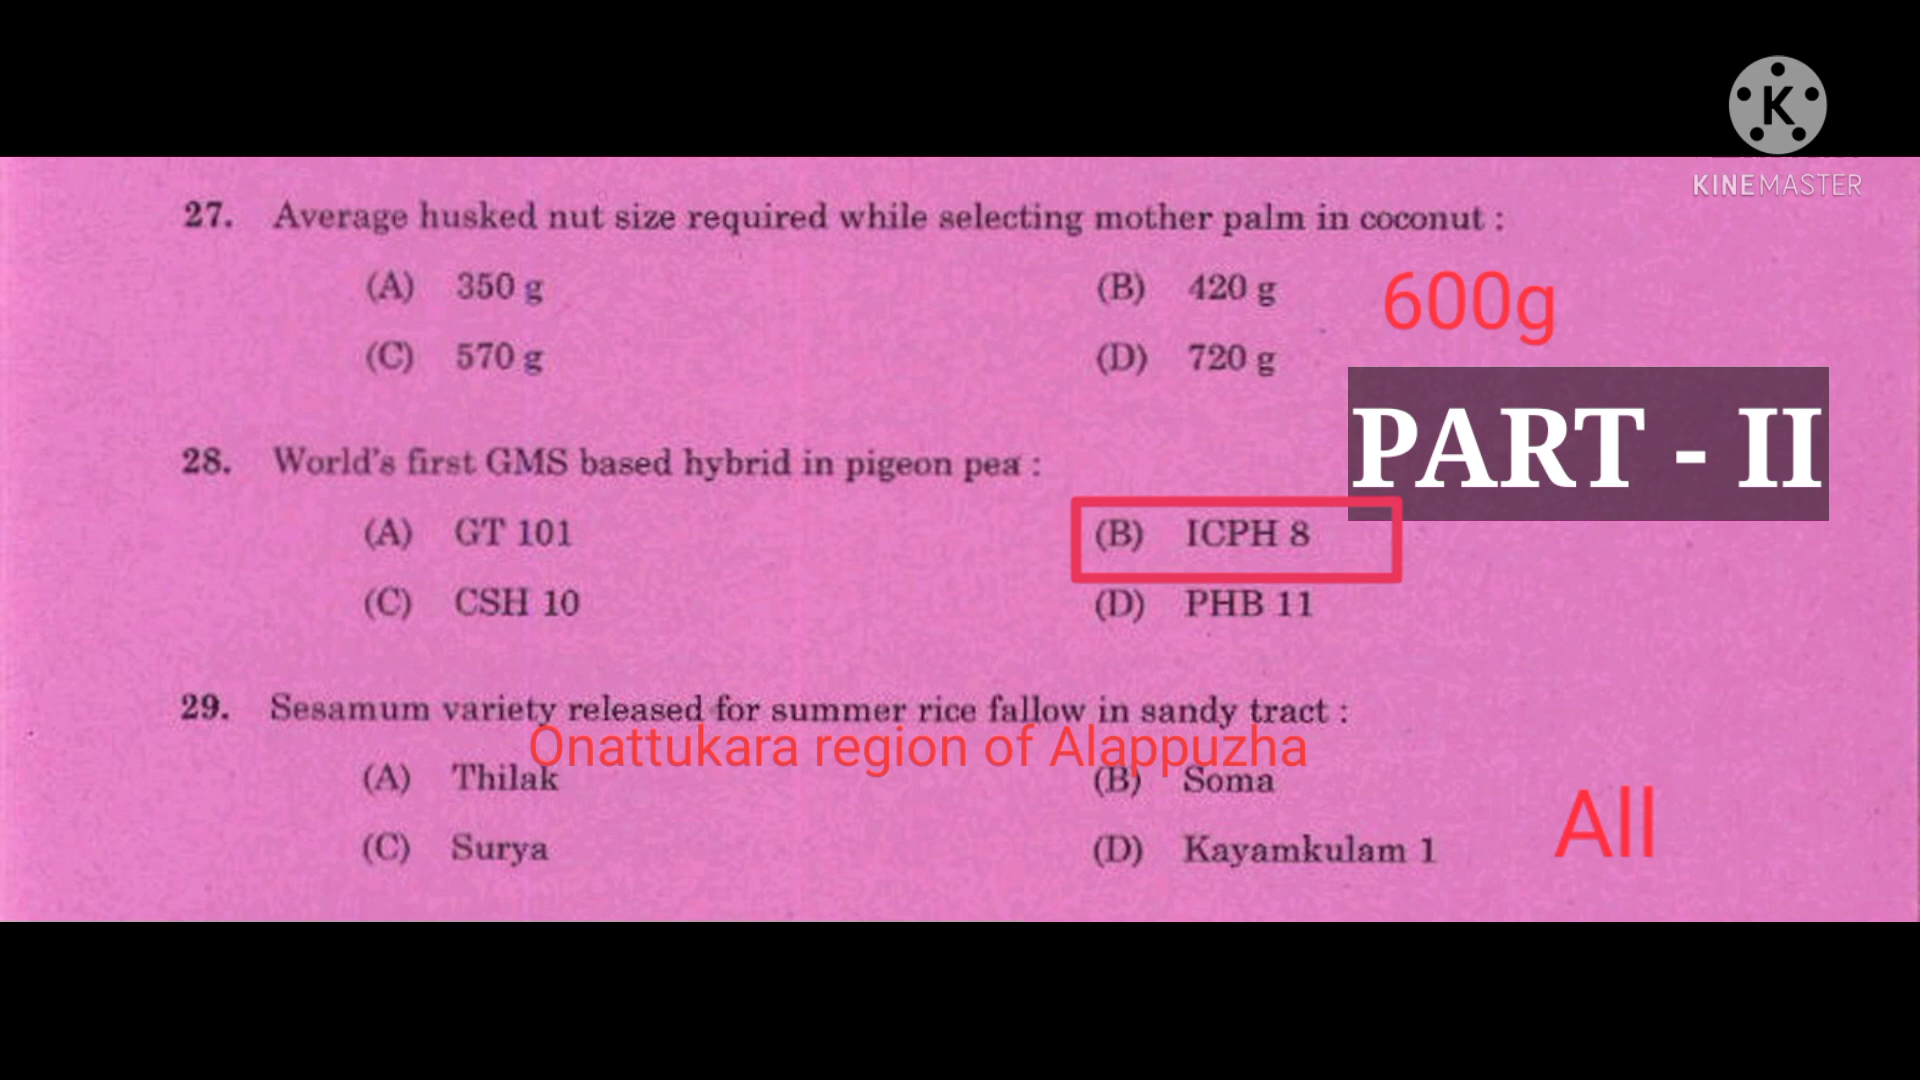 K
KINEMASTER
27. Average husked nut size required while selecting mother palm in coconut :
(A) 350 g (B) 420 g 600g
(C) 570 g (D) 720 g
PART - II
28. World's first GMS based hybrid in pigeon pea :
(A) GT 101 (B) ICPH 8
(C) CSH 10 (D) PHB 11
29. Sesamum variety released for summer rice fallow in sandy tract :
Onattukara region of Alappuzha
(A) Thilak (B) Soma
All
(C) Surya (D) Kayamkulam 1